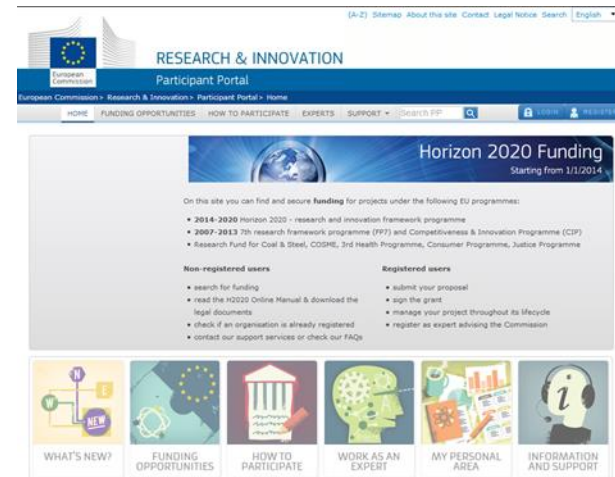 (A-Z) Sitemap About this site Contact Legal Notice Search English
RESEARCH & INNOVATION
European
Commission
Participant Portal
European Commission > Research & Innovation > Participant Portal > Home
HOME FUNDING OPPORTUNITIES HOW TO PARTICIPATE EXPERTS SUPPORT Search PP LOGIN REGISTER
Horizon 2020 Funding
Starting from 1/1/2014
On this site you can find and secure funding for projects under the following EU programmes:
• 2014-2020 Horizon 2020 - research and innovation framework programme
• 2007-2013 7th research framework programme (FP7) and Competitiveness & Innovation Programme (CIP)
• Research Fund for Coal & Steel, COSME, 3rd Health Programme, Consumer Programme, Justice Programme
Non-registered users
• search for funding
• read the H2020 Online Manual & download the
legal documents
• check if an organisation is already registered
• contact our support services or check our FAQs
Registered users
• submit your proposal
• sign the grant
• manage your project throughout its lifecycle
• register as expert advising the Commission
N
W
E
NEW
i
WHAT'S NEW?
FUNDING
OPPORTUNITIES
HOW TO
PARTICIPATE
WORK AS AN
EXPERT
MY PERSONAL
AREA
INFORMATION
AND SUPPORT